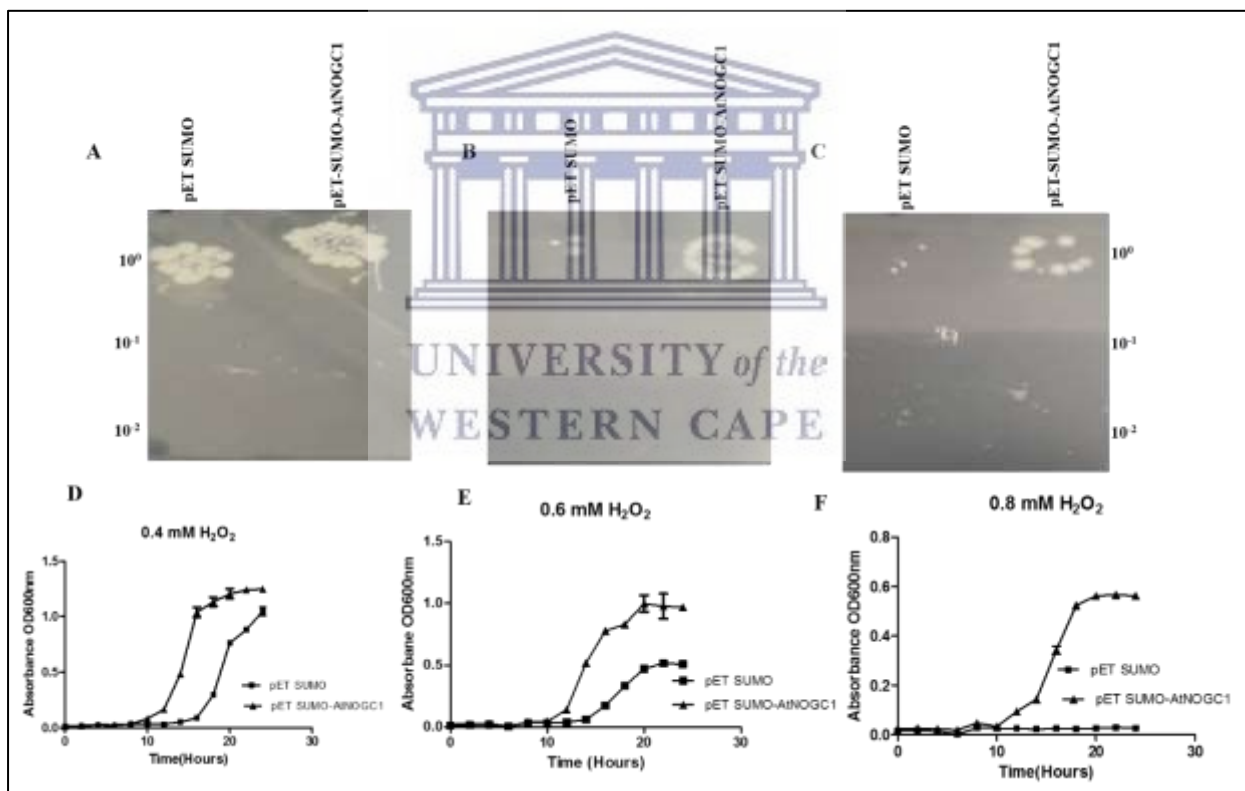 A
pET SUMO
pET-SUMO-AtNOGC1
B
pET SUMO
pET SUMO AtNOGC1
C
pET SUMO
pET-SUMO-AtNOGC1
10⁰
10⁻¹
10⁻²
10⁰
10⁻¹
10⁻²
UNIVERSITY of the
WESTERN CAPE
D
0.4 mM H₂O₂
Absorbance OD600nm
1.5
1.0
0.5
0.0
0 10 20 30
Time(Hours)
pET SUMO
pET SUMO-AtNOGC1
E
0.6 mM H₂O₂
Absorbane OD600nm
1.5
1.0
0.5
0.0
0 10 20 30
Time (Hours)
pET SUMO
pET SUMO-AtNOGC1
F
0.8 mM H₂O₂
Absorbance OD600nm
0.8
0.6
0.4
0.2
0.0
0 10 20 30
Time(Hours)
pET SUMO
pET SUMO-AtNOGC1